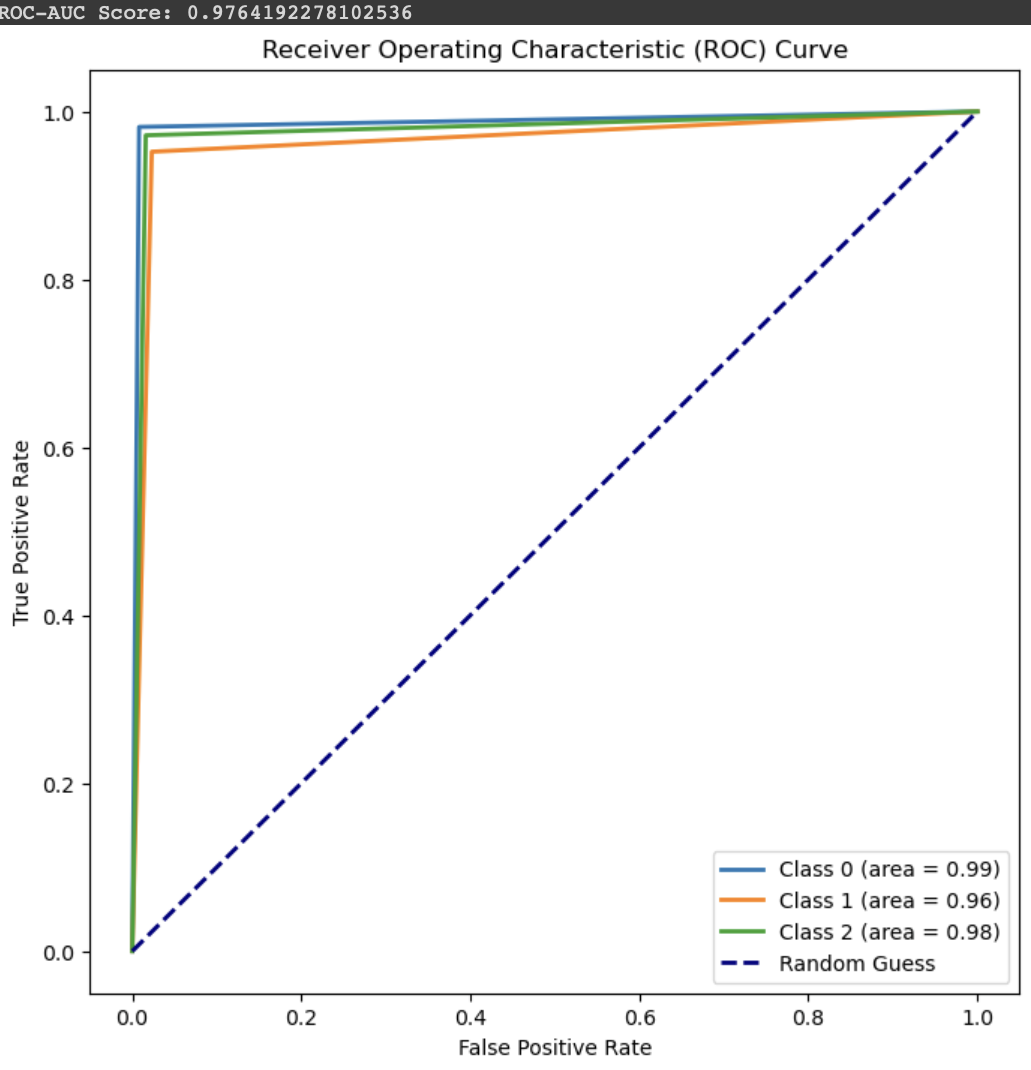 ROC-AUC Score: 0.9764192278102536
Receiver Operating Characteristic (ROC) Curve
1.0
0.8
0.6
0.4
0.2
0.0
True Positive Rate
Class 0 (area = 0.99)
Class 1 (area = 0.96)
Class 2 (area = 0.98)
Random Guess
0.0 0.2 0.4 0.6 0.8 1.0
False Positive Rate